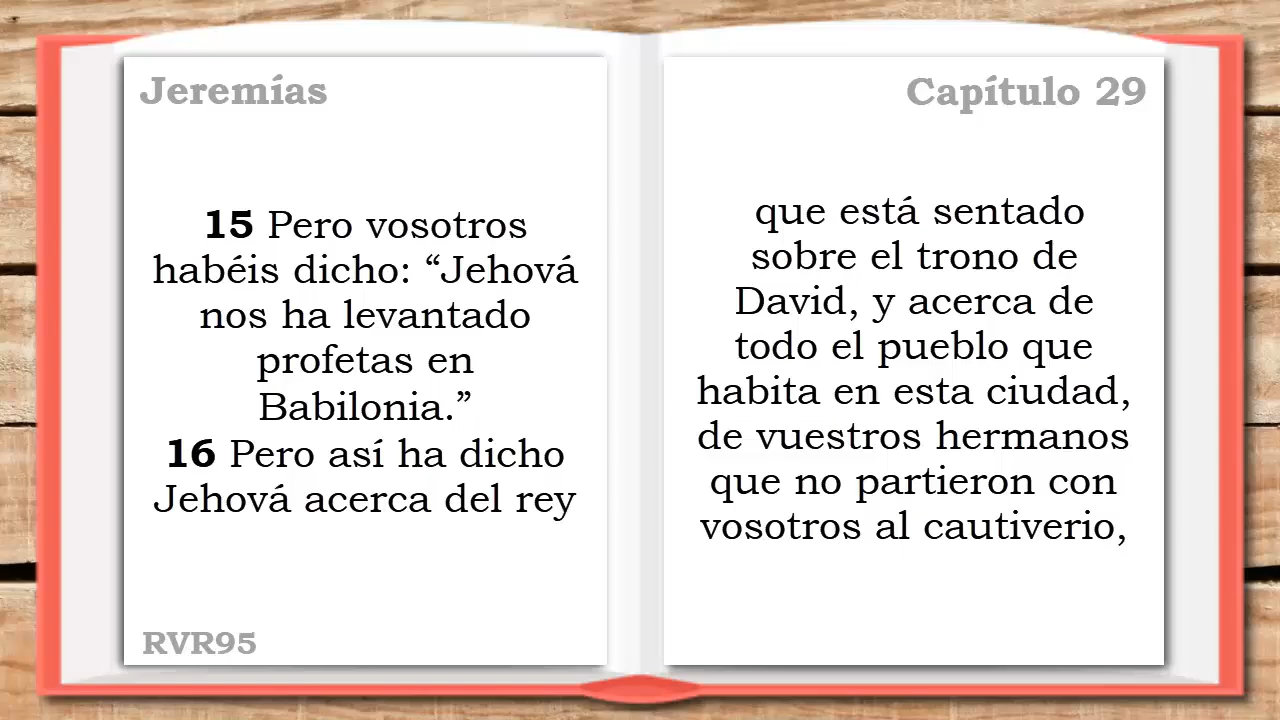 Jeremías
15 Pero vosotros
habéis dicho: “Jehová
nos ha levantado
profetas en
Babilonia.”
16 Pero así ha dicho
Jehová acerca del rey
RVR95
Capítulo 29
que está sentado
sobre el trono de
David, y acerca de
todo el pueblo que
habita en esta ciudad,
de vuestros hermanos
que no partieron con
vosotros al cautiverio,